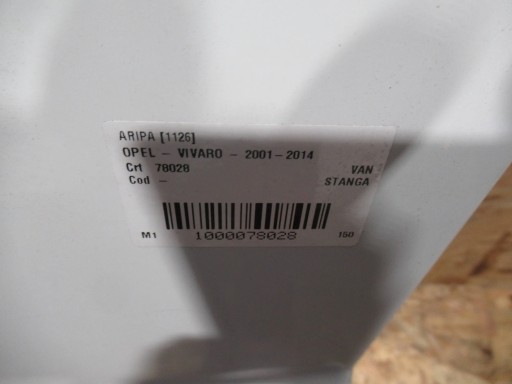 ARIPA [1126]
OPEL - VIVARO - 2001-2014
Crt 78028 VAN
Cod - STANGA
M1 1000078028 150